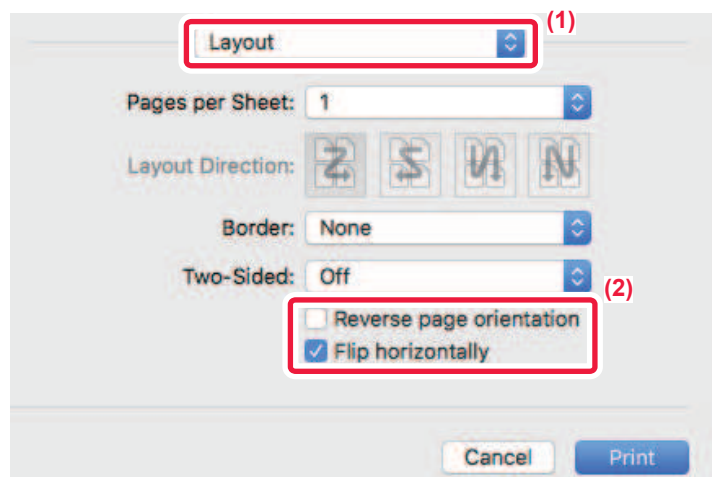 (1)
Layout
Pages per Sheet: 1
Layout Direction:
Border: None
Two-Sided: Off
(2)
Reverse page orientation
Flip horizontally
Cancel Print